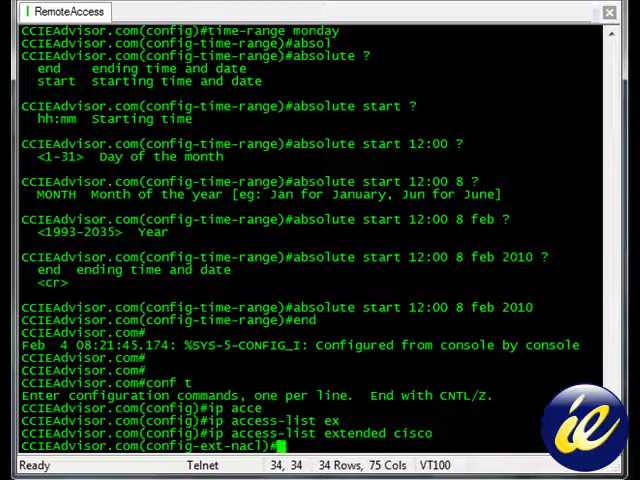 RemoteAccess
CCIEAdvisor.com(config)#time-range monday
CCIEAdvisor.com(config-time-range)#absol
CCIEAdvisor.com(config-time-range)#absolute ?
end ending time and date
start starting time and date
CCIEAdvisor.com(config-time-range)#absolute start ?
hh:mm Starting time
CCIEAdvisor.com(config-time-range)#absolute start 12:00 ?
<1-31> Day of the month
CCIEAdvisor.com(config-time-range)#absolute start 12:00 8 ?
MONTH Month of the year [eg: Jan for January, Jun for June]
CCIEAdvisor.com(config-time-range)#absolute start 12:00 8 feb ?
<1993-2035> Year
CCIEAdvisor.com(config-time-range)#absolute start 12:00 8 feb 2010 ?
end ending time and date
<cr>
CCIEAdvisor.com(config-time-range)#absolute start 12:00 8 feb 2010
CCIEAdvisor.com(config-time-range)#end
CCIEAdvisor.com#
Feb 4 08:21:45.174: %SYS-5-CONFIG_I: Configured from console by console
CCIEAdvisor.com#
CCIEAdvisor.com#
CCIEAdvisor.com#conf t
Enter configuration commands, one per line. End with CNTL/Z.
CCIEAdvisor.com(config)#ip acce
CCIEAdvisor.com(config)#ip access-list ex
CCIEAdvisor.com(config)#ip access-list extended cisco
CCIEAdvisor.com(config-ext-nacl)#
ie
Ready Telnet 34, 34 34 Rows, 75 Cols VT100